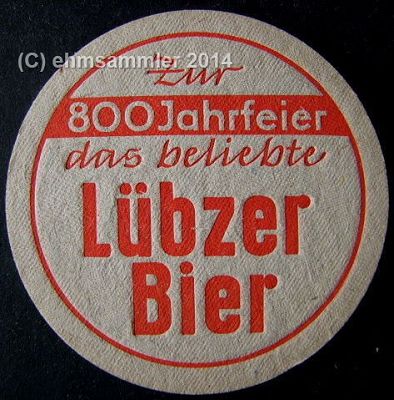 (C) ehmsammler 2014
Zur
800 Jahrfeier
das beliebte
Lübzer
Bier